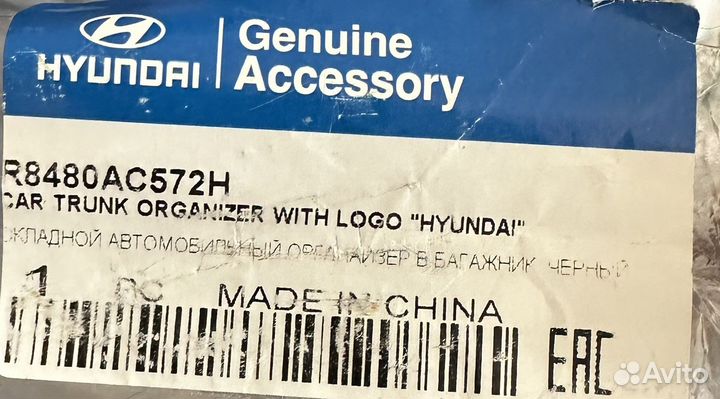 HYUNDAI
Genuine
Accessory
R8480AC572H
CAR TRUNK ORGANIZER WITH LOGO "HYUNDAI"
СКЛАДНОЙ АВТОМОБИЛЬНЫЙ ОРГАНАЙЗЕР В БАГАЖНИК ЧЕРНЫЙ
1 PC MADE IN CHINA
EAC
Avito